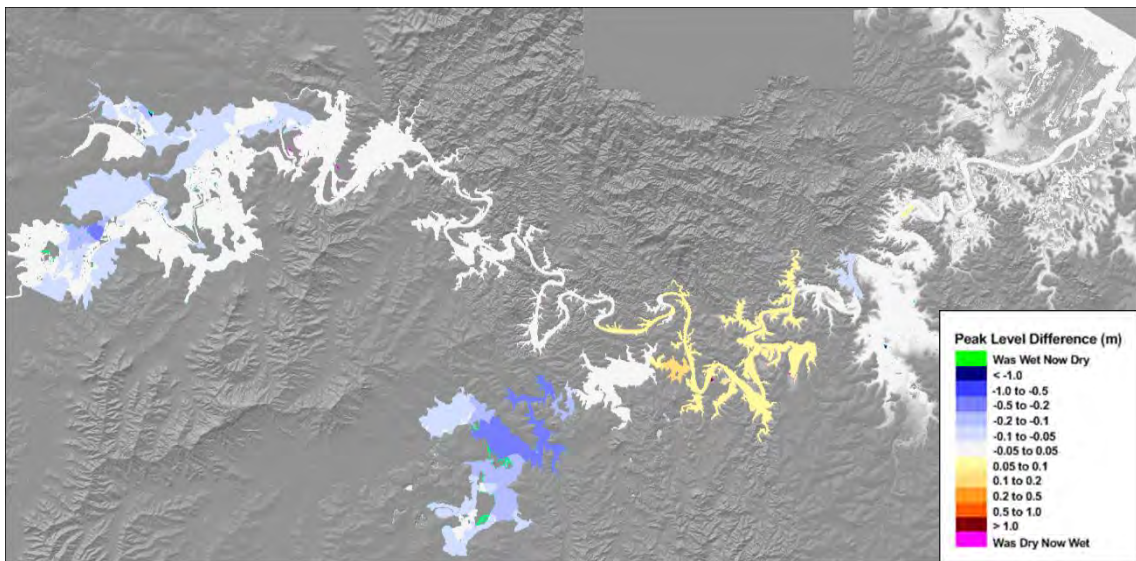 Peak Level Difference (m)
Was Wet Now Dry
< -1.0
-1.0 to -0.5
-0.5 to -0.2
-0.2 to -0.1
-0.1 to -0.05
-0.05 to 0.05
0.05 to 0.1
0.1 to 0.2
0.2 to 0.5
0.5 to 1.0
> 1.0
Was Dry Now Wet